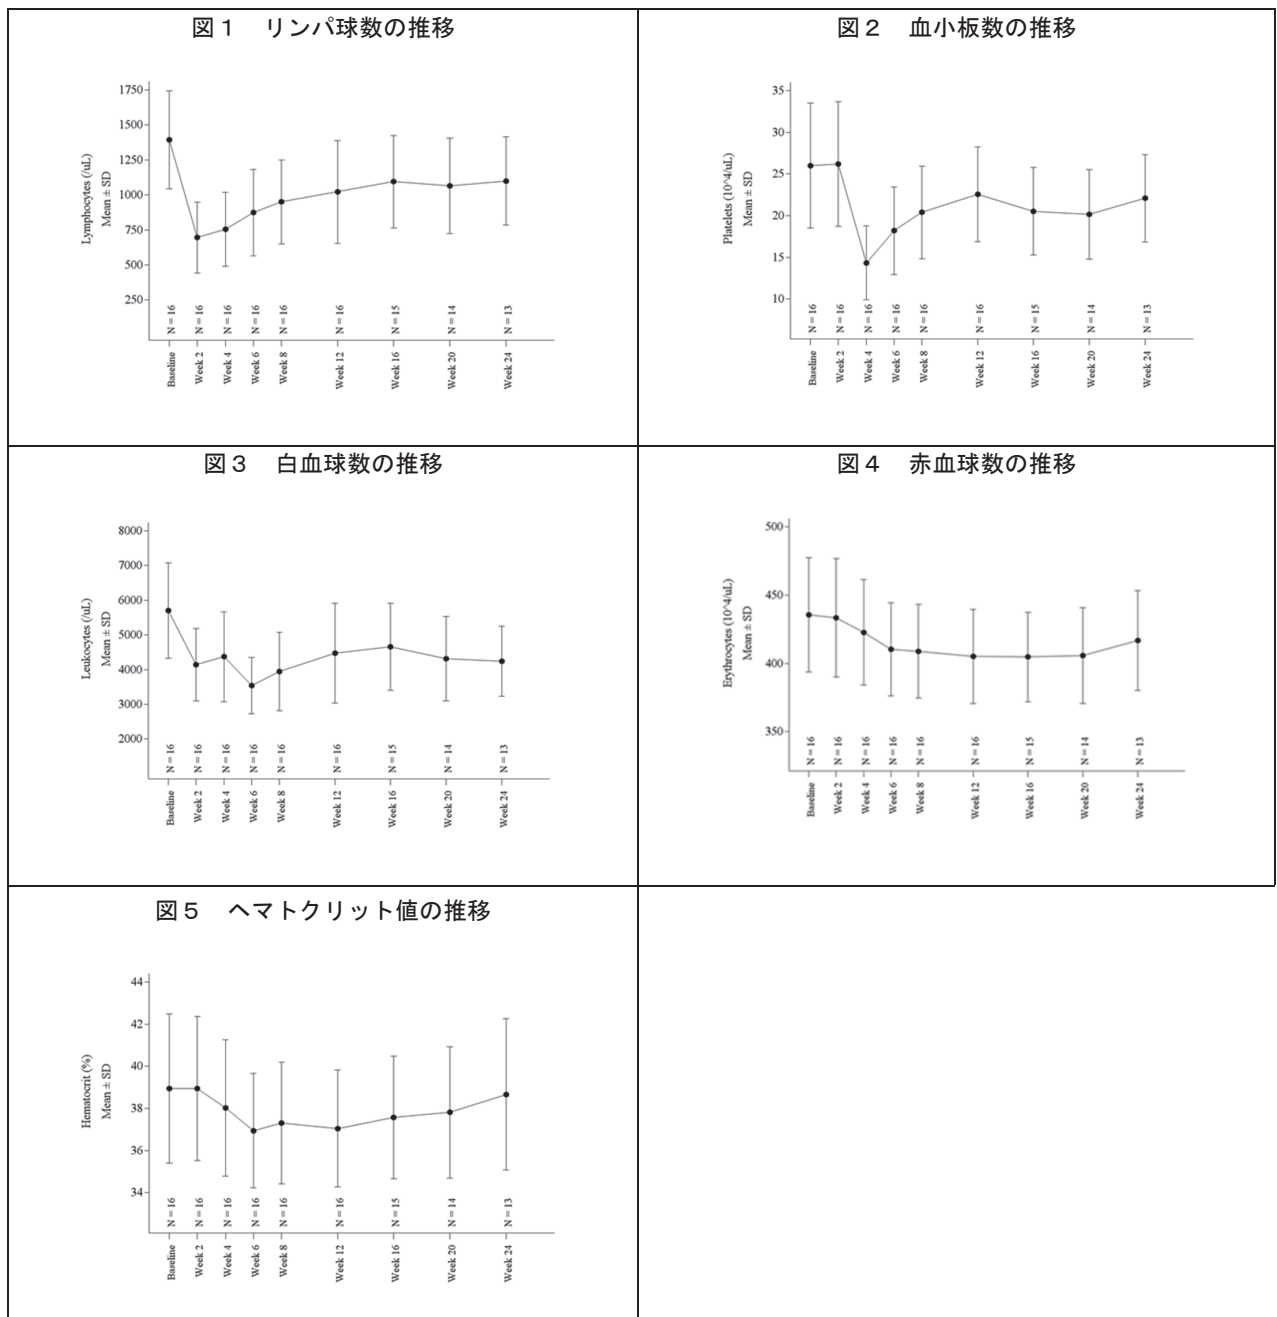 図１　リンパ球数の推移
1750
1500
1250
1000
750
500
250
Lymphocytes (/uL)
Mean ± SD
N = 16
N = 16
N = 16
N = 16
N = 16
N = 16
N = 15
N = 14
N = 13
Baseline
Week 2
Week 4
Week 6
Week 8
Week 12
Week 16
Week 20
Week 24
図２　血小板数の推移
35
30
25
20
15
10
Platelets (10^4/uL)
Mean ± SD
N = 16
N = 16
N = 16
N = 16
N = 16
N = 16
N = 15
N = 14
N = 13
Baseline
Week 2
Week 4
Week 6
Week 8
Week 12
Week 16
Week 20
Week 24
図３　白血球数の推移
8000
7000
6000
5000
4000
3000
2000
Leukocytes (/uL)
Mean ± SD
N = 16
N = 16
N = 16
N = 16
N = 16
N = 16
N = 15
N = 14
N = 13
Baseline
Week 2
Week 4
Week 6
Week 8
Week 12
Week 16
Week 20
Week 24
図４　赤血球数の推移
500
450
400
350
Erythrocytes (10^4/uL)
Mean ± SD
N = 16
N = 16
N = 16
N = 16
N = 16
N = 16
N = 15
N = 14
N = 13
Baseline
Week 2
Week 4
Week 6
Week 8
Week 12
Week 16
Week 20
Week 24
図５　ヘマトクリット値の推移
44
42
40
38
36
34
Hematocrit (%)
Mean ± SD
N = 16
N = 16
N = 16
N = 16
N = 16
N = 16
N = 15
N = 14
N = 13
Baseline
Week 2
Week 4
Week 6
Week 8
Week 12
Week 16
Week 20
Week 24